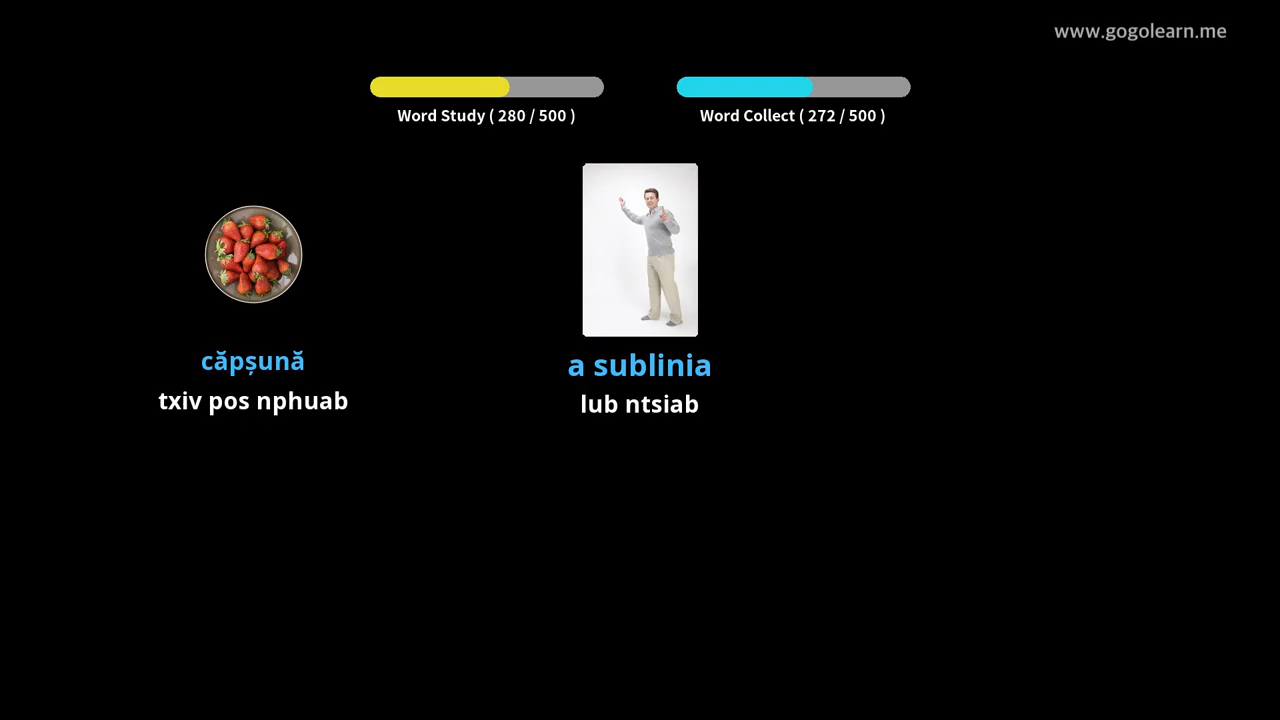 www.gogolearn.me
Word Study ( 280 / 500 )
Word Collect ( 272 / 500 )
căpșună
txiv pos nphuab
a sublinia
lub ntsiab